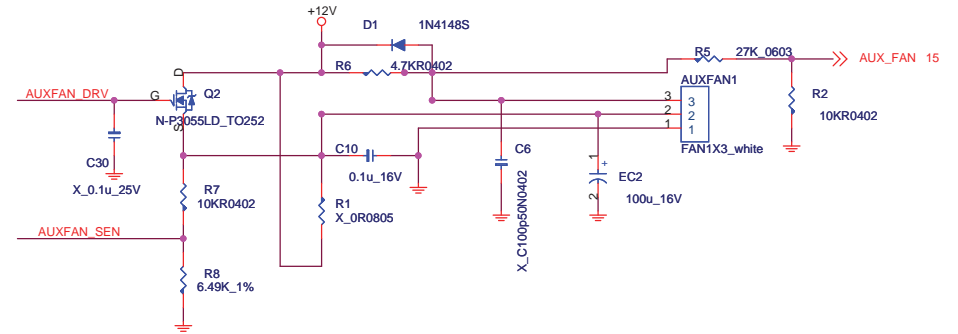 +12V
D1
1N4148S
R6
4.7KR0402
R5
27K_0603
AUX_FAN 15
D
AUXFAN1
AUXFAN_DRV
G
Q2
3
3
R2
N-P3055LD_TO252
2
2
10KR0402
S
1
1
C30
C10
C6
FAN1X3_white
X_0.1u_25V
0.1u_16V
1
+
EC2
R7
10KR0402
R1
X_0R0805
2
100u_16V
X_C100p50N0402
AUXFAN_SEN
R8
6.49K_1%